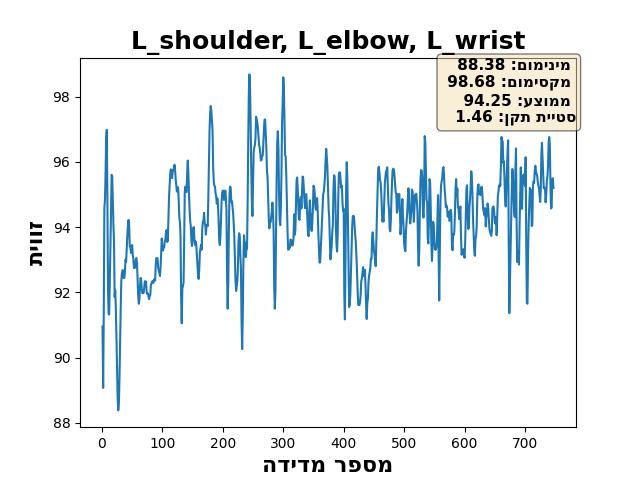 L_shoulder, L_elbow, L_wrist
מינימום: 88.38
מקסימום: 98.68
ממוצע: 94.25
סטיית תקן: 1.46
98
96
94
92
90
88
זווית
0 100 200 300 400 500 600 700
מספר מדידה